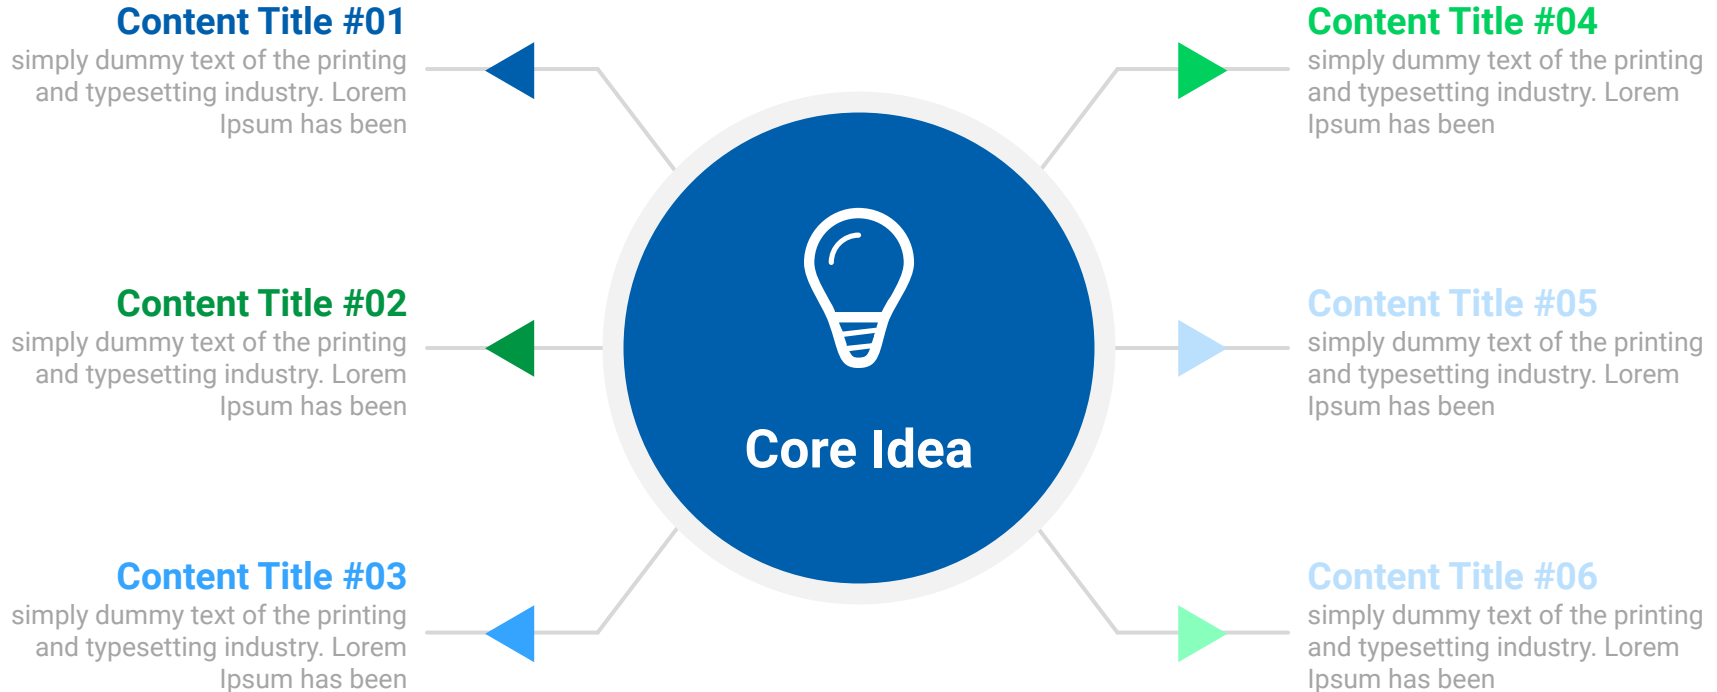 Content Title #01
simply dummy text of the printing
and typesetting industry. Lorem
Ipsum has been
Content Title #02
simply dummy text of the printing
and typesetting industry. Lorem
Ipsum has been
Content Title #03
simply dummy text of the printing
and typesetting industry. Lorem
Ipsum has been
Core Idea
Content Title #04
simply dummy text of the printing
and typesetting industry. Lorem
Ipsum has been
Content Title #05
simply dummy text of the printing
and typesetting industry. Lorem
Ipsum has been
Content Title #06
simply dummy text of the printing
and typesetting industry. Lorem
Ipsum has been